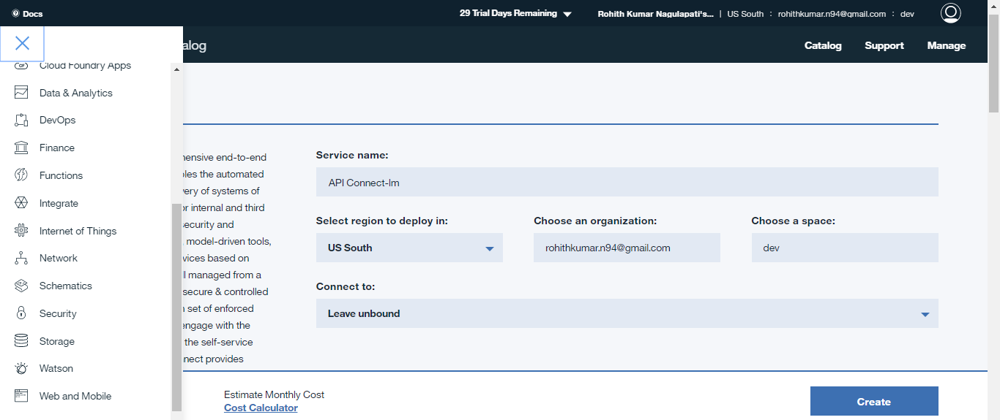 Docs
29 Trial Days Remaining
Rohith Kumar Nagulapati's... | US South : rohithkumar.n94@gmail.com : dev
alog
Catalog
Support
Manage
Cloud Foundry Apps
Data & Analytics
DevOps
Finance
Functions
Integrate
Internet of Things
Network
Schematics
Security
Storage
Watson
Web and Mobile
hensive end-to-end
les the automated
very of systems of
or internal and third
security and
model-driven tools,
vices based on
ll managed from a
secure & controlled
set of enforced
engage with the
the self-service
nnect provides
Service name:
API Connect-lm
Select region to deploy in:
US South
Choose an organization:
rohithkumar.n94@gmail.com
Choose a space:
dev
Connect to:
Leave unbound
Estimate Monthly Cost
Cost Calculator
Create